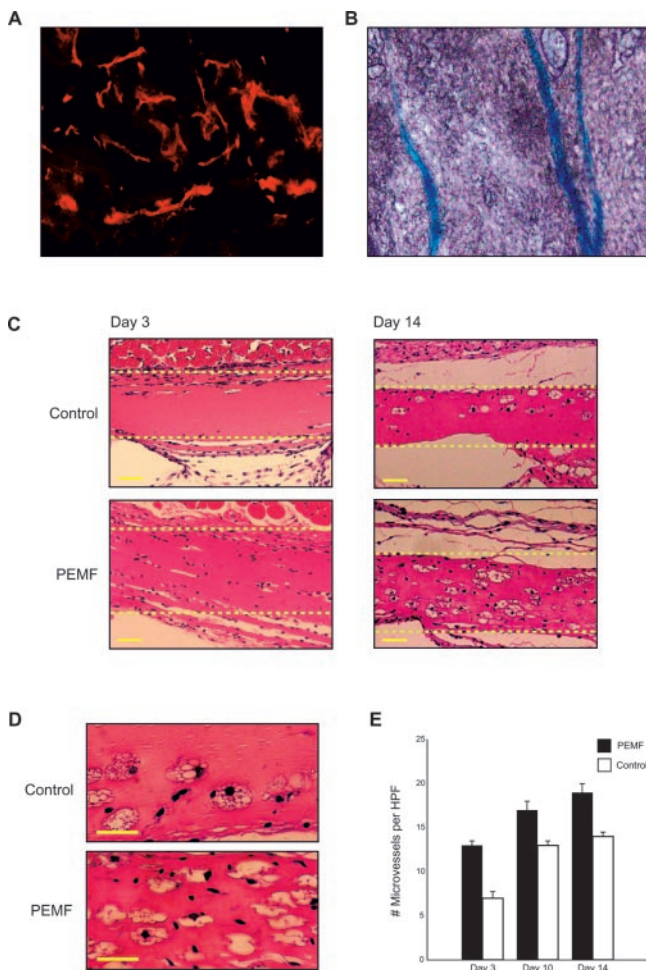 A
B
C
Day 3
Day 14
Control
PEMF
D
Control
PEMF
E
25
20
15
10
5
0
# Microvessels per HPF
PEMF
Control
Day 3
Day 10
Day 14